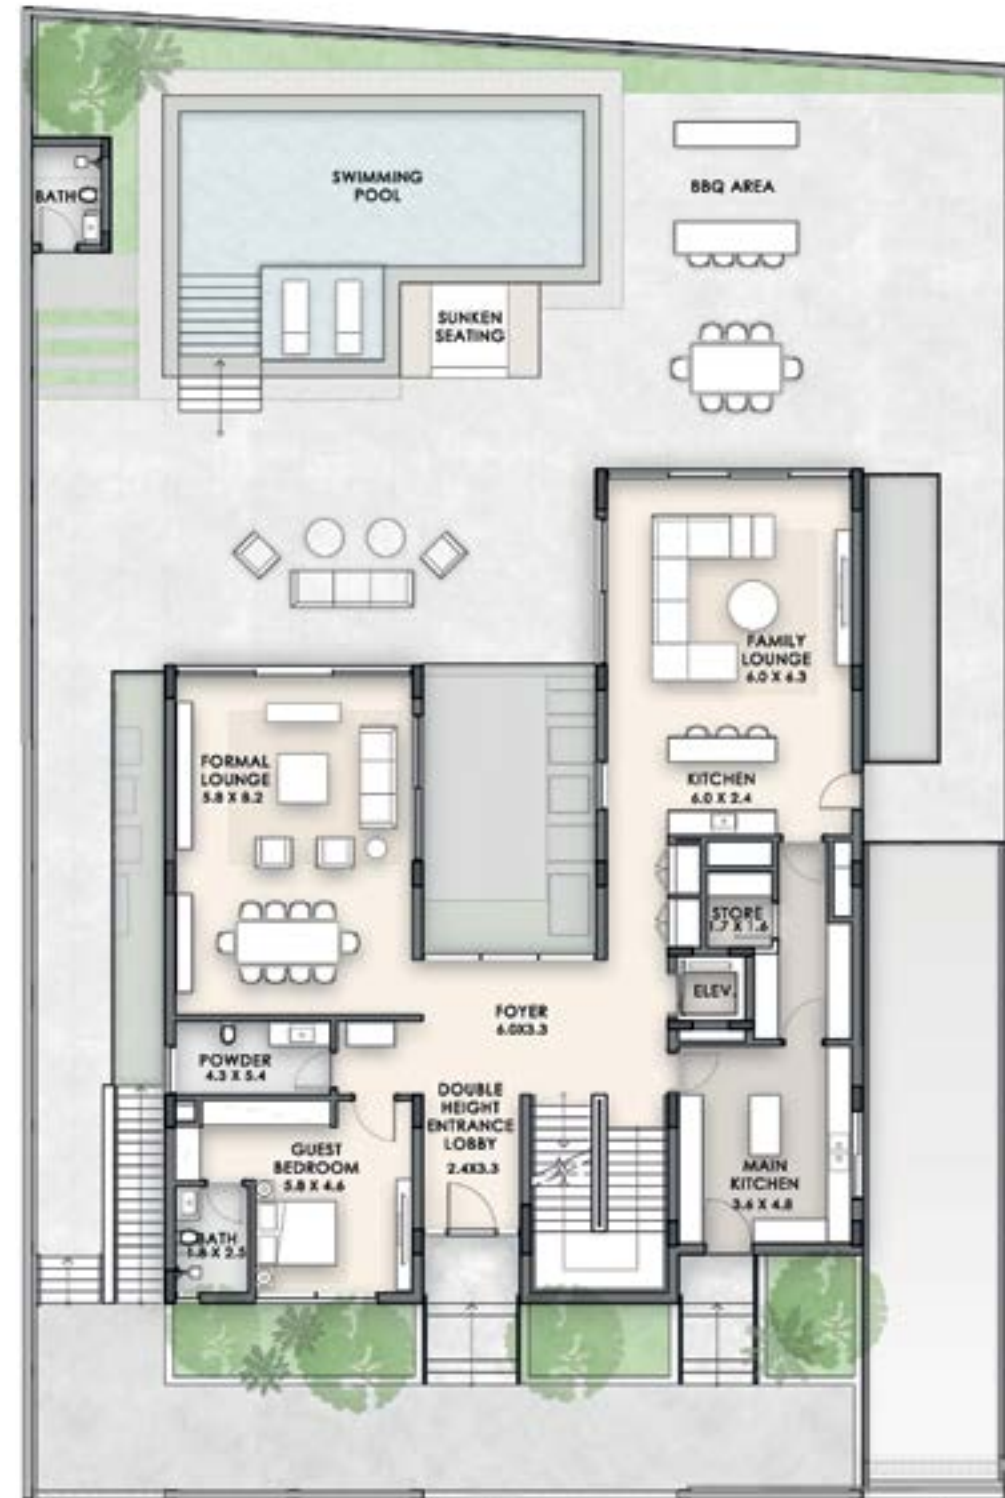 SWIMMING
POOL
BBQ AREA
BATH
SUNKEN
SEATING
FAMILY
LOUNGE
6.0 X 6.3
FORMAL
LOUNGE
5.8 X 8.2
KITCHEN
6.0 X 2.4
STORE
1.7 X 1.6
ELEV.
FOYER
6.0X3.3
POWDER
4.3 X 5.4
DOUBLE
HEIGHT
ENTRANCE
LOBBY
2.4X3.3
GUEST
BEDROOM
5.8 X 4.6
MAIN
KITCHEN
3.6 X 4.8
BATH
1.8 X 2.5